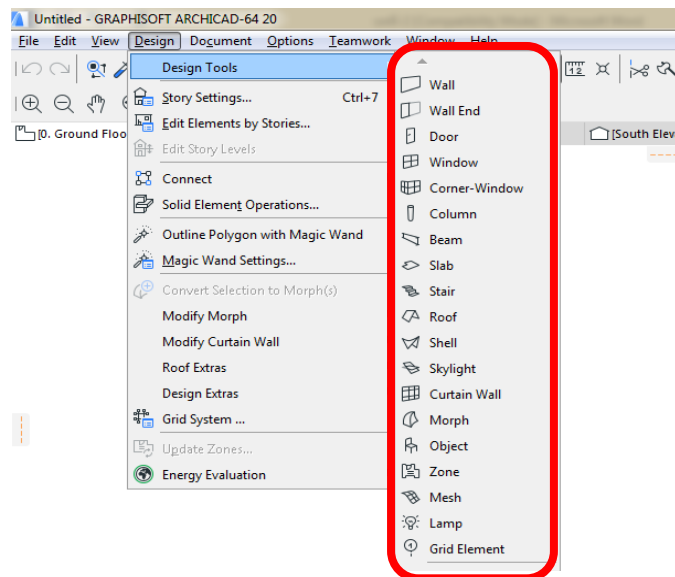 Untitled - GRAPHISOFT ARCHICAD-64 20
File Edit View Design Document Options Teamwork Window Help
Design Tools
Story Settings... Ctrl+7
Edit Elements by Stories...
Edit Story Levels
Connect
Solid Element Operations...
Outline Polygon with Magic Wand
Magic Wand Settings...
Convert Selection to Morph(s)
Modify Morph
Modify Curtain Wall
Roof Extras
Design Extras
Grid System ...
Update Zones...
Energy Evaluation
Wall
Wall End
Door
Window
Corner-Window
Column
Beam
Slab
Stair
Roof
Shell
Skylight
Curtain Wall
Morph
Object
Zone
Mesh
Lamp
Grid Element
[0. Ground Floo
[South Elev
12